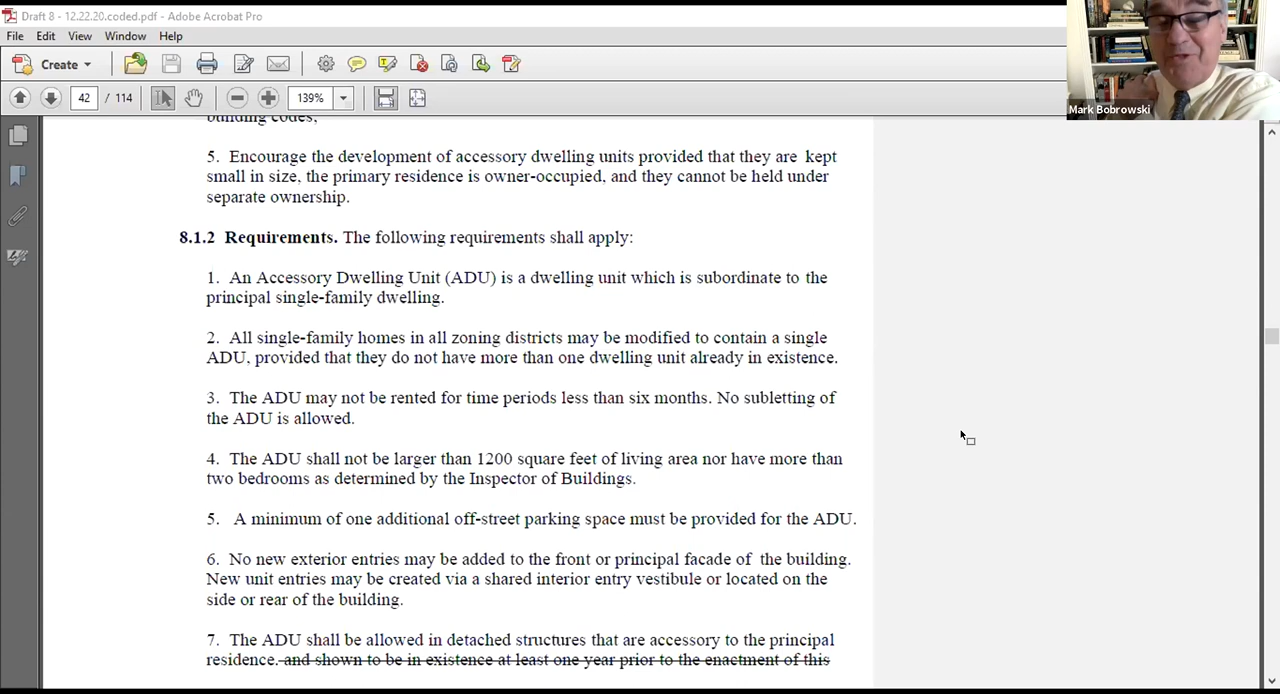 Draft 8 - 12.22.20.coded.pdf - Adobe Acrobat Pro
File Edit View Window Help
Create
42 / 114 139%
Mark Bobrowski
building codes;
5. Encourage the development of accessory dwelling units provided that they are kept
small in size, the primary residence is owner-occupied, and they cannot be held under
separate ownership.
8.1.2 Requirements. The following requirements shall apply:
1. An Accessory Dwelling Unit (ADU) is a dwelling unit which is subordinate to the
principal single-family dwelling.
2. All single-family homes in all zoning districts may be modified to contain a single
ADU, provided that they do not have more than one dwelling unit already in existence.
3. The ADU may not be rented for time periods less than six months. No subletting of
the ADU is allowed.
4. The ADU shall not be larger than 1200 square feet of living area nor have more than
two bedrooms as determined by the Inspector of Buildings.
5. A minimum of one additional off-street parking space must be provided for the ADU.
6. No new exterior entries may be added to the front or principal facade of the building.
New unit entries may be created via a shared interior entry vestibule or located on the
side or rear of the building.
7. The ADU shall be allowed in detached structures that are accessory to the principal
residence. and shown to be in existence at least one year prior to the enactment of this